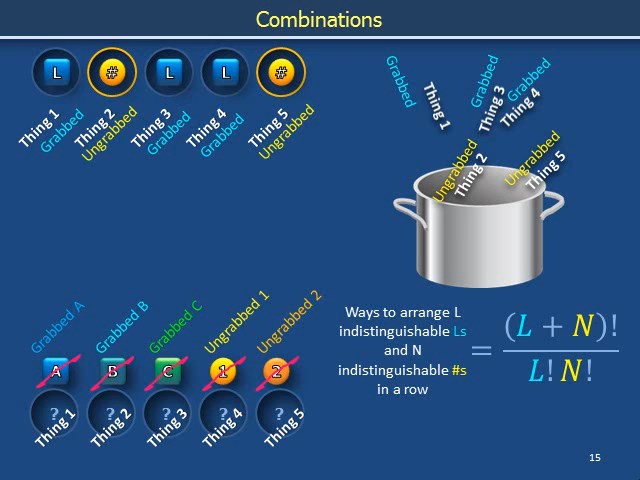 Combinations
L
#
L
L
#
Thing 1
Grabbed
Thing 2
Ungrabbed
Thing 3
Grabbed
Thing 4
Grabbed
Thing 5
Ungrabbed
Grabbed
Thing 1
Grabbed
Thing 3
Grabbed
Thing 4
Ungrabbed
Thing 2
Ungrabbed
Thing 5
Grabbed A
Grabbed B
Grabbed C
Ungrabbed 1
Ungrabbed 2
A
B
C
1
2
?
?
?
?
?
Thing 1
Thing 2
Thing 3
Thing 4
Thing 5
Ways to arrange L
indistinguishable Ls
and N
indistinguishable #s
in a row
= (L + N)! / L! N!
15